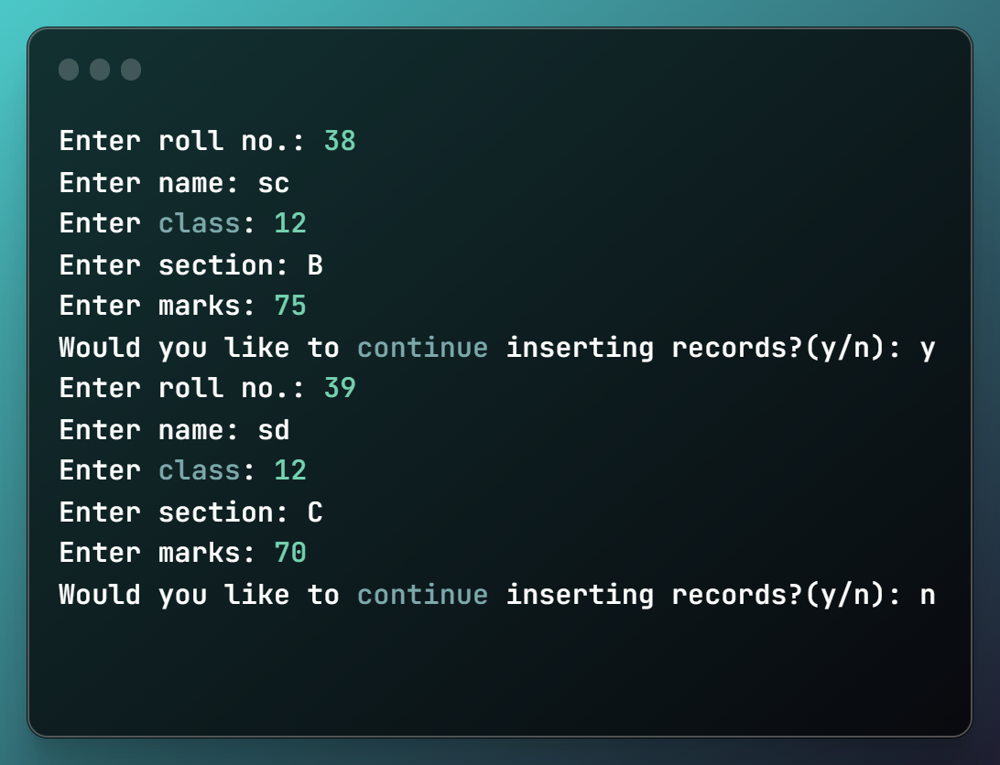 Enter roll no.: 38
Enter name: sc
Enter class: 12
Enter section: B
Enter marks: 75
Would you like to continue inserting records?(y/n): y
Enter roll no.: 39
Enter name: sd
Enter class: 12
Enter section: C
Enter marks: 70
Would you like to continue inserting records?(y/n): n